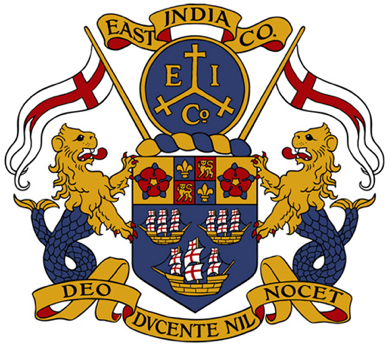 EAST INDIA CO.
E I
Co
DEO DVCENTE NIL NOCET